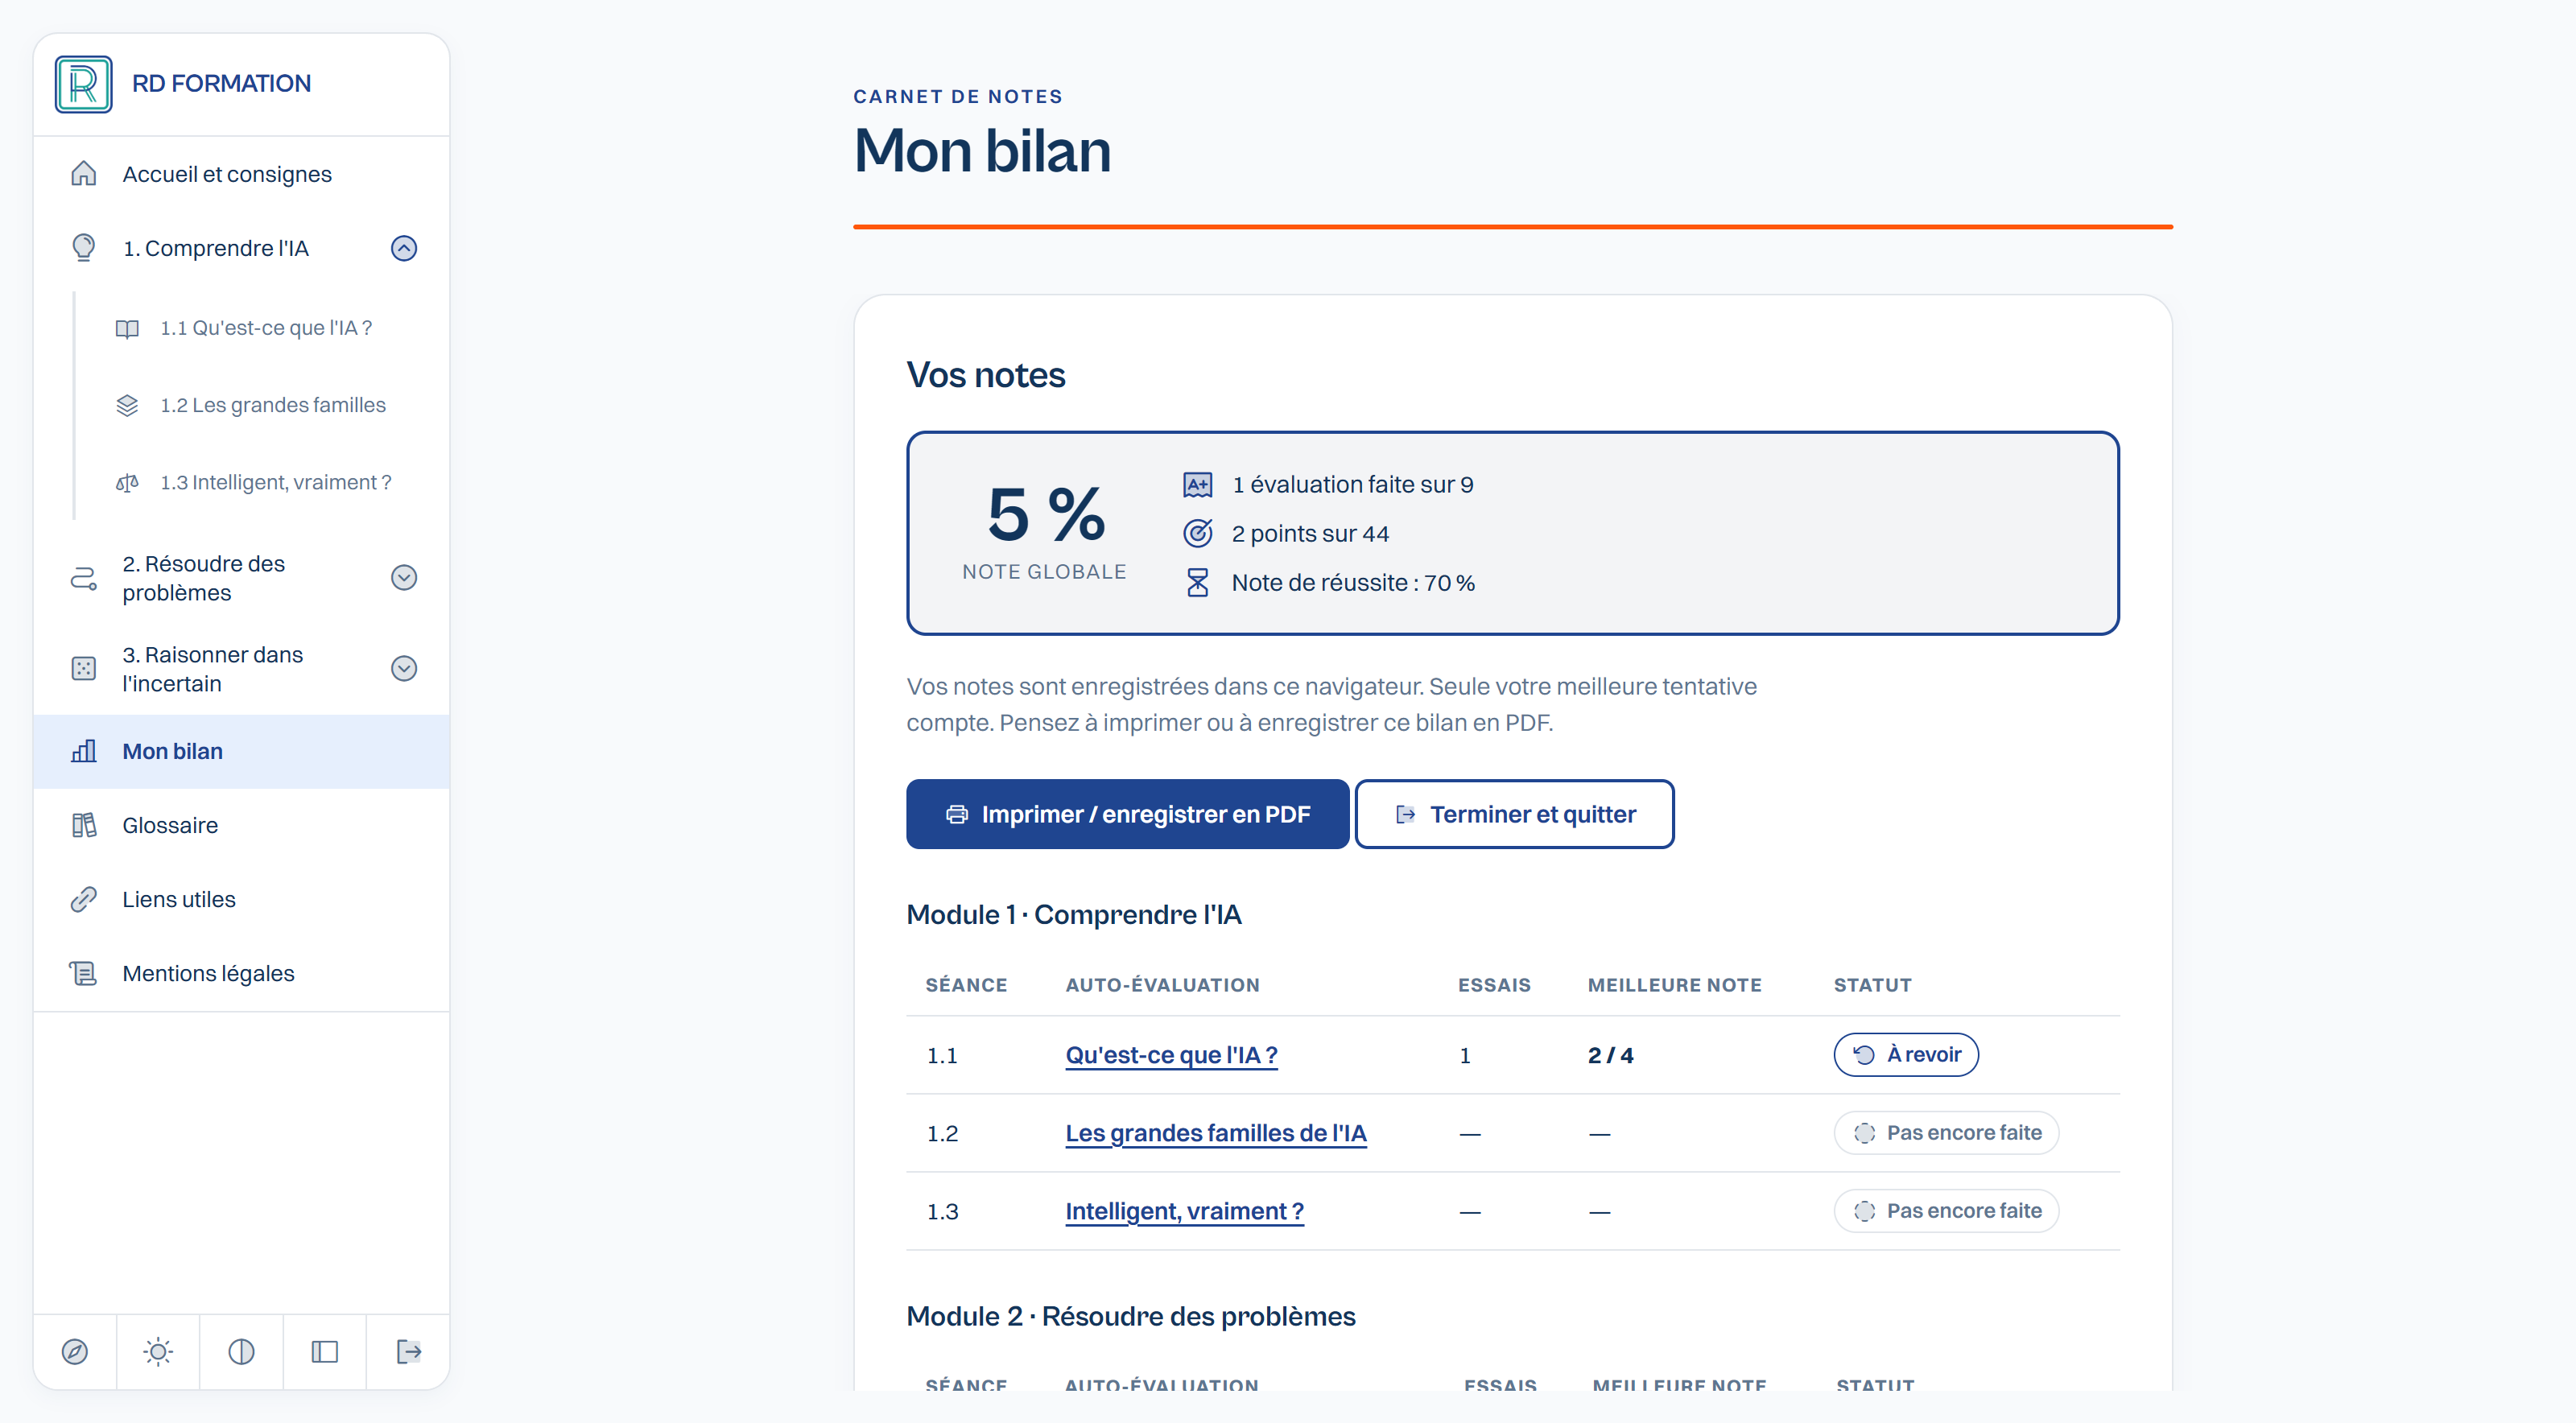 RD FORMATION
Accueil et consignes
1. Comprendre l'IA
1.1 Qu'est-ce que l'IA ?
1.2 Les grandes familles
1.3 Intelligent, vraiment ?
2. Résoudre des
problèmes
3. Raisonner dans
l'incertain
Mon bilan
Glossaire
Liens utiles
Mentions légales
CARNET DE NOTES
Mon bilan
Vos notes
5 %
NOTE GLOBALE
A+ 1 évaluation faite sur 9
2 points sur 44
Note de réussite : 70 %
Vos notes sont enregistrées dans ce navigateur. Seule votre meilleure tentative
compte. Pensez à imprimer ou à enregistrer ce bilan en PDF.
Imprimer / enregistrer en PDF Terminer et quitter
Module 1 · Comprendre l'IA
SÉANCE AUTO-ÉVALUATION ESSAIS MEILLEURE NOTE STATUT
1.1 Qu'est-ce que l'IA ? 1 2 / 4 À revoir
1.2 Les grandes familles de l'IA — — Pas encore faite
1.3 Intelligent, vraiment ? — — Pas encore faite
Module 2 · Résoudre des problèmes
SÉANCE AUTO-ÉVALUATION ESSAIS MEILLEURE NOTE STATUT